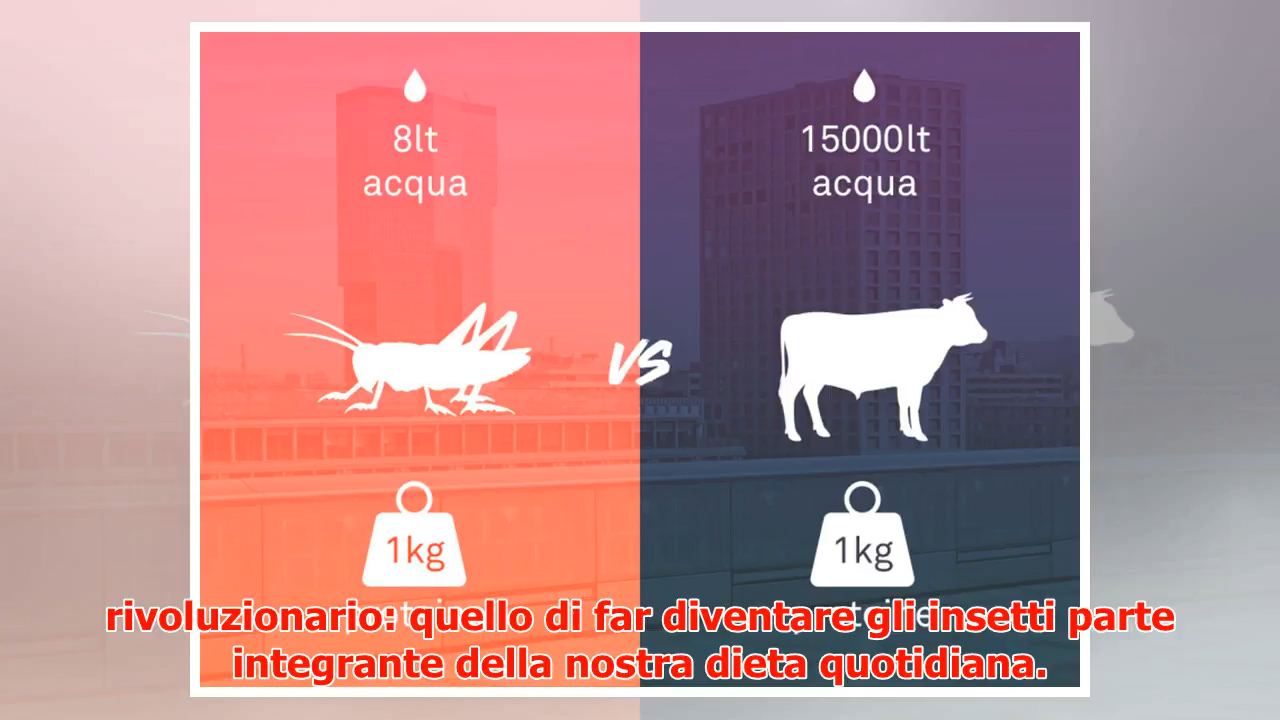 8lt
acqua
15000lt
acqua
vs
1kg
1kg
rivoluzionario: quello di far diventare gli insetti parte
integrante della nostra dieta quotidiana.